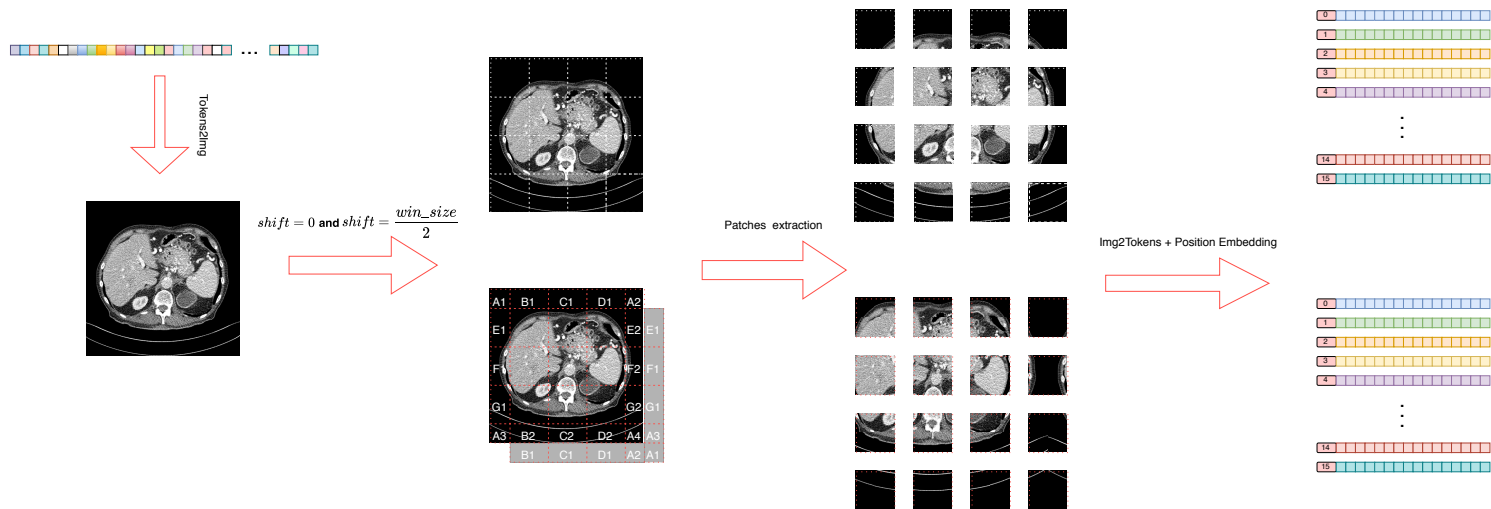 Tokens2Img
shift = 0 and shift = win_size / 2
A1 B1 C1 D1 A2
E1 E2 E1
F1 F2 F1
G1 G2 G1
A3 B2 C2 D2 A4 A3
B1 C1 D1 A2 A1
Patches extraction
Img2Tokens + Position Embedding
0
1
2
3
4
14
15
0
1
2
3
4
14
15